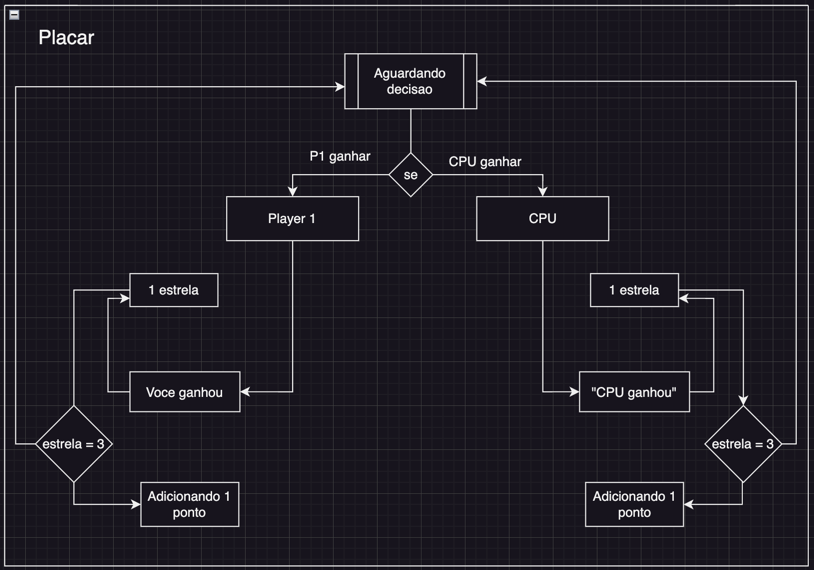 Placar
Aguardando
decisao
P1 ganhar
CPU ganhar
se
Player 1
CPU
1 estrela
1 estrela
Voce ganhou
"CPU ganhou"
estrela = 3
estrela = 3
Adicionando 1
ponto
Adicionando 1
ponto